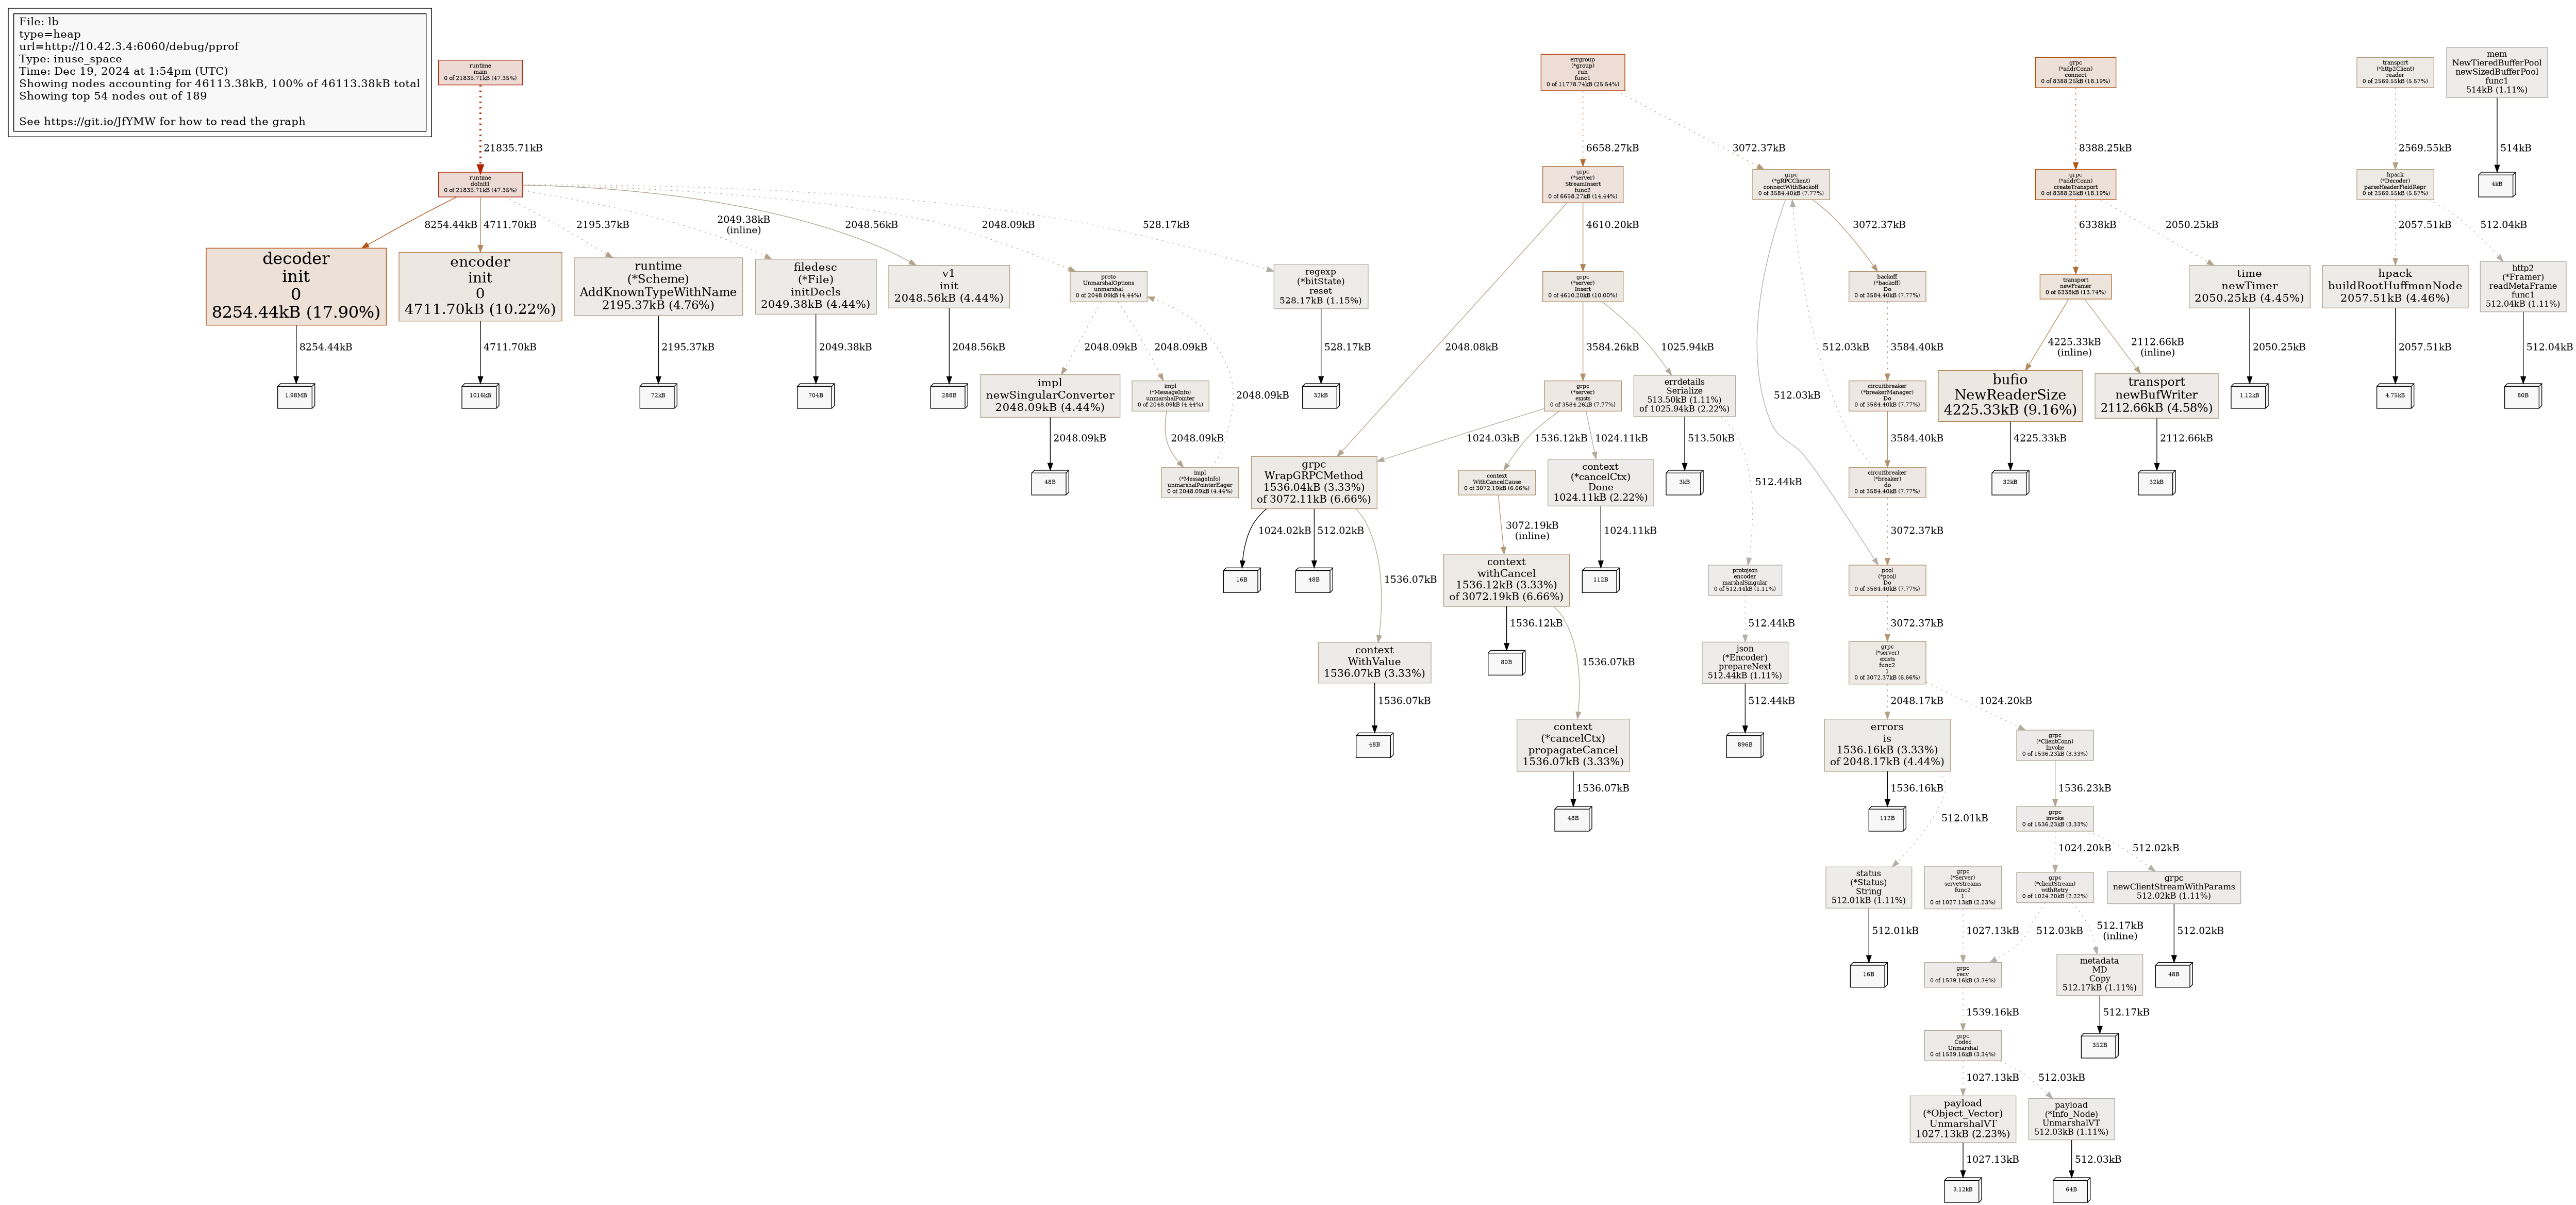 File: lb
type=heap
url=http://10.42.3.4:6060/debug/pprof
Type: inuse_space
Time: Dec 19, 2024 at 1:54pm (UTC)
Showing nodes accounting for 46113.38kB, 100% of 46113.38kB total
Showing top 54 nodes out of 189
See https://git.io/JfYMW for how to read the graph
runtime
main
0 of 21835.71kB (47.35%)
21835.71kB
runtime
doInit1
0 of 21835.71kB (47.35%)
8254.44kB
4711.70kB
2195.37kB
2049.38kB
(inline)
2048.56kB
2048.09kB
528.17kB
decoder
init
0
8254.44kB (17.90%)
8254.44kB
1.98MB
encoder
init
0
4711.70kB (10.22%)
4711.70kB
1016kB
runtime
(*Scheme)
AddKnownTypeWithName
2195.37kB (4.76%)
2195.37kB
72kB
filedesc
(*File)
initDecls
2049.38kB (4.44%)
2049.38kB
704B
v1
init
2048.56kB (4.44%)
2048.56kB
288B
proto
UnmarshalOptions
unmarshal
0 of 2048.09kB (4.44%)
2048.09kB
2048.09kB
impl
newSingularConverter
2048.09kB (4.44%)
2048.09kB
48B
impl
(*MessageInfo)
unmarshalPointer
0 of 2048.09kB (4.44%)
2048.09kB
impl
(*MessageInfo)
unmarshalPointerEager
0 of 2048.09kB (4.44%)
2048.09kB
regexp
(*bitState)
reset
528.17kB (1.15%)
528.17kB
32kB
errgroup
(*group)
run
func1
0 of 11778.74kB (25.54%)
6658.27kB
3072.37kB
grpc
(*server)
StreamInsert
func2
0 of 6658.27kB (14.44%)
2048.08kB
4610.20kB
grpc
(*server)
Insert
0 of 4610.20kB (10.00%)
3584.26kB
1025.94kB
grpc
(*server)
exists
0 of 3584.26kB (7.77%)
1024.03kB
1536.12kB
1024.11kB
errdetails
Serialize
513.50kB (1.11%)
of 1025.94kB (2.22%)
513.50kB
3kB
512.44kB
grpc
WrapGRPCMethod
1536.04kB (3.33%)
of 3072.11kB (6.66%)
1024.02kB
16B
512.02kB
48B
1536.07kB
context
WithValue
1536.07kB (3.33%)
1536.07kB
48B
context
WithCancelCause
0 of 3072.19kB (6.66%)
3072.19kB
(inline)
context
withCancel
1536.12kB (3.33%)
of 3072.19kB (6.66%)
1536.12kB
80B
1536.07kB
context
(*cancelCtx)
propagateCancel
1536.07kB (3.33%)
1536.07kB
48B
context
(*cancelCtx)
Done
1024.11kB (2.22%)
1024.11kB
112B
protojson
encoder
marshalSingular
0 of 512.44kB (1.11%)
512.44kB
json
(*Encoder)
prepareNext
512.44kB (1.11%)
512.44kB
896B
grpc
(*gRPCClient)
connectWithBackoff
0 of 3584.40kB (7.77%)
512.03kB
3072.37kB
backoff
(*backoff)
Do
0 of 3584.40kB (7.77%)
3584.40kB
circuitbreaker
(*breakerManager)
Do
0 of 3584.40kB (7.77%)
3584.40kB
circuitbreaker
(*breaker)
do
0 of 3584.40kB (7.77%)
512.03kB
3072.37kB
pool
(*pool)
Do
0 of 3584.40kB (7.77%)
3072.37kB
grpc
(*server)
exists
func2
1
0 of 3072.37kB (6.66%)
2048.17kB
1024.20kB
errors
is
1536.16kB (3.33%)
of 2048.17kB (4.44%)
1536.16kB
112B
512.01kB
status
(*Status)
String
512.01kB (1.11%)
512.01kB
16B
grpc
(*ClientConn)
Invoke
0 of 1536.23kB (3.33%)
1536.23kB
grpc
invoke
0 of 1536.23kB (3.33%)
1024.20kB
512.02kB
grpc
(*clientStream)
withRetry
0 of 1024.20kB (2.22%)
512.03kB
512.17kB
(inline)
grpc
newClientStreamWithParams
512.02kB (1.11%)
512.02kB
48B
grpc
(*Server)
serveStreams
func2
1
0 of 1027.13kB (2.23%)
1027.13kB
grpc
recv
0 of 1539.16kB (3.34%)
1539.16kB
metadata
MD
Copy
512.17kB (1.11%)
512.17kB
352B
grpc
Codec
Unmarshal
0 of 1539.16kB (3.34%)
1027.13kB
512.03kB
payload
(*Object_Vector)
UnmarshalVT
1027.13kB (2.23%)
1027.13kB
3.12kB
payload
(*Info_Node)
UnmarshalVT
512.03kB (1.11%)
512.03kB
64B
grpc
(*addrConn)
connect
0 of 8388.25kB (18.19%)
8388.25kB
grpc
(*addrConn)
createTransport
0 of 8388.25kB (18.19%)
6338kB
2050.25kB
transport
newFramer
0 of 6338kB (13.74%)
4225.33kB
(inline)
2112.66kB
(inline)
bufio
NewReaderSize
4225.33kB (9.16%)
4225.33kB
32kB
transport
newBufWriter
2112.66kB (4.58%)
2112.66kB
32kB
time
newTimer
2050.25kB (4.45%)
2050.25kB
1.12kB
transport
(*http2Client)
reader
0 of 2569.55kB (5.57%)
2569.55kB
hpack
(*Decoder)
parseHeaderFieldRepr
0 of 2569.55kB (5.57%)
2057.51kB
512.04kB
hpack
buildRootHuffmanNode
2057.51kB (4.46%)
2057.51kB
4.75kB
http2
(*Framer)
readMetaFrame
func1
512.04kB (1.11%)
512.04kB
80B
mem
NewTieredBufferPool
newSizedBufferPool
func1
514kB (1.11%)
514kB
4kB